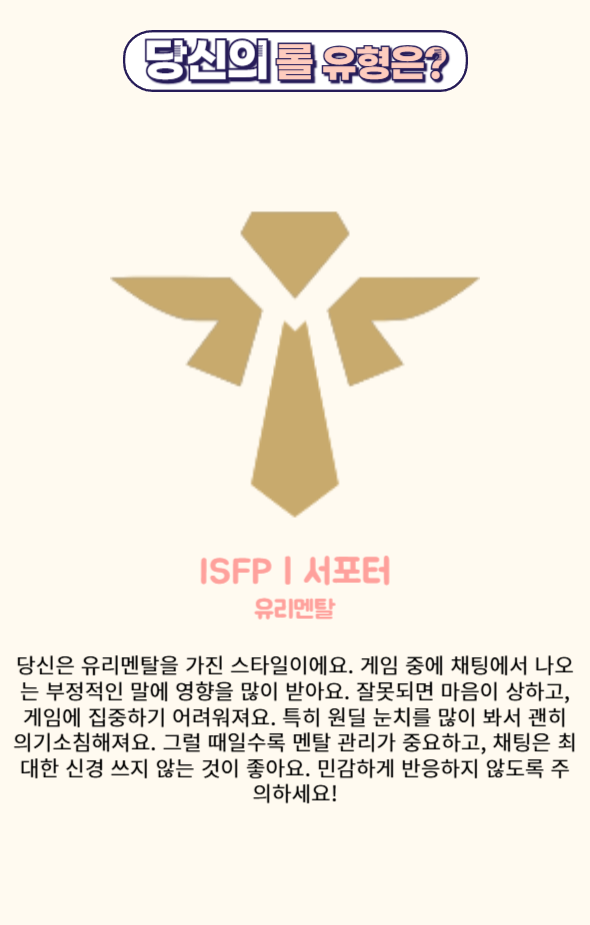 당신의 롤 유형은?
ISFP | 서포터
유리멘탈
당신은 유리멘탈을 가진 스타일이에요. 게임 중에 채팅에서 나오
는 부정적인 말에 영향을 많이 받아요. 잘못되면 마음이 상하고,
게임에 집중하기 어려워져요. 특히 원딜 눈치를 많이 봐서 괜히
의기소침해져요. 그럴 때일수록 멘탈 관리가 중요하고, 채팅은 최
대한 신경 쓰지 않는 것이 좋아요. 민감하게 반응하지 않도록 주
의하세요!